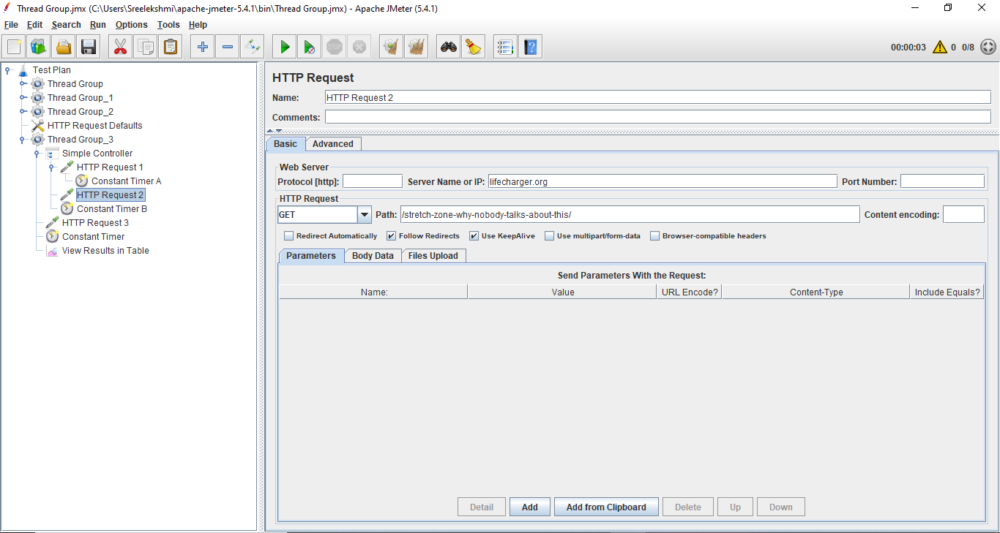 Thread Group.jmx (C:\Users\Sreelekshmi\apache-jmeter-5.4.1\bin\Thread Group.jmx) - Apache JMeter (5.4.1)
File Edit Search Run Options Tools Help
STOP ? 00:00:03 0 0/8
Test Plan
Thread Group
Thread Group_1
Thread Group_2
HTTP Request Defaults
Thread Group_3
Simple Controller
HTTP Request 1
Constant Timer A
HTTP Request 2
Constant Timer B
HTTP Request 3
Constant Timer
View Results in Table
HTTP Request
Name: HTTP Request 2
Comments:
Basic Advanced
Web Server
Protocol [http]: Server Name or IP: lifecharger.org Port Number:
HTTP Request
GET Path: /stretch-zone-why-nobody-talks-about-this/ Content encoding:
Redirect Automatically Follow Redirects Use KeepAlive Use multipart/form-data Browser-compatible headers
Parameters Body Data Files Upload
Send Parameters With the Request:
Name: Value URL Encode? Content-Type Include Equals?
Detail Add Add from Clipboard Delete Up Down